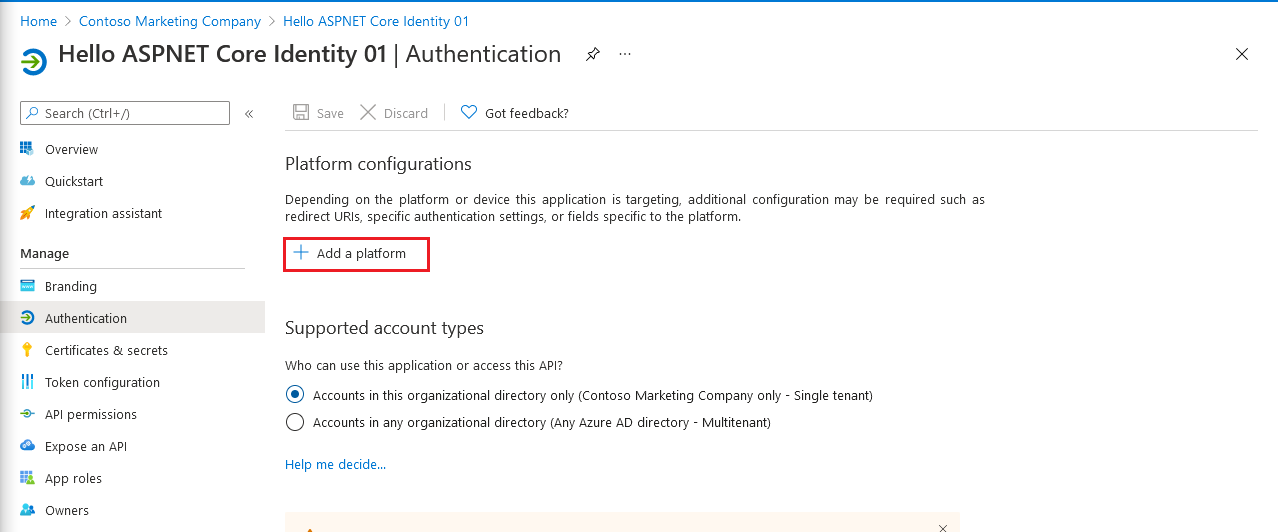 Home > Contoso Marketing Company > Hello ASPNET Core Identity 01
Hello ASPNET Core Identity 01 | Authentication
Search (Ctrl+/)
Overview
Quickstart
Integration assistant
Manage
Branding
Authentication
Certificates & secrets
Token configuration
API permissions
Expose an API
App roles
Owners
Save Discard Got feedback?
Platform configurations
Depending on the platform or device this application is targeting, additional configuration may be required such as
redirect URIs, specific authentication settings, or fields specific to the platform.
Add a platform
Supported account types
Who can use this application or access this API?
Accounts in this organizational directory only (Contoso Marketing Company only - Single tenant)
Accounts in any organizational directory (Any Azure AD directory - Multitenant)
Help me decide...